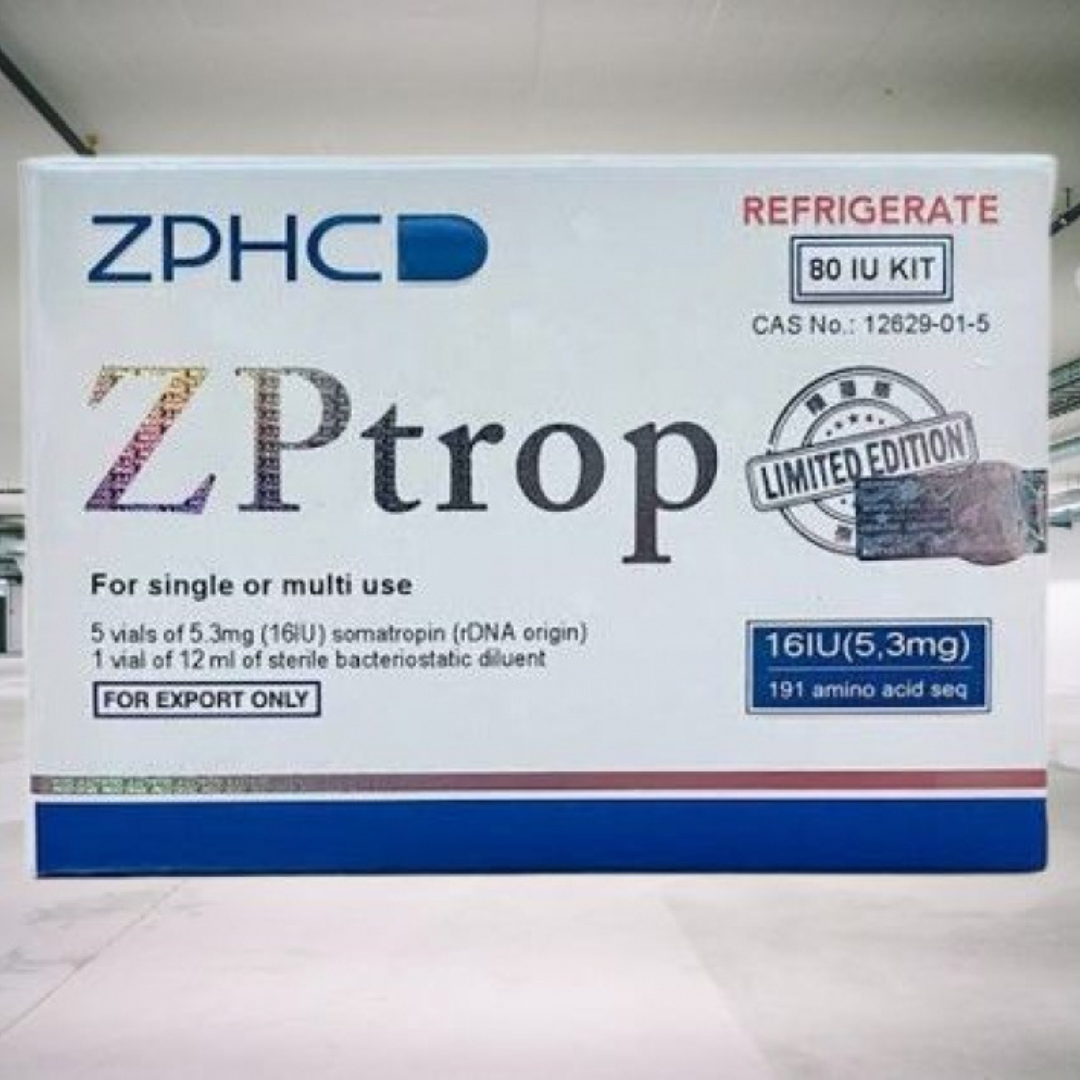 ZPHC
REFRIGERATE
80 IU KIT
CAS No.: 12629-01-5
ZPtrop
LIMITED EDITION
For single or multi use
5 vials of 5.3mg (16IU) somatropin (rDNA origin)
1 vial of 12 ml of sterile bacteriostatic diluent
FOR EXPORT ONLY
16IU(5,3mg)
191 amino acid seq